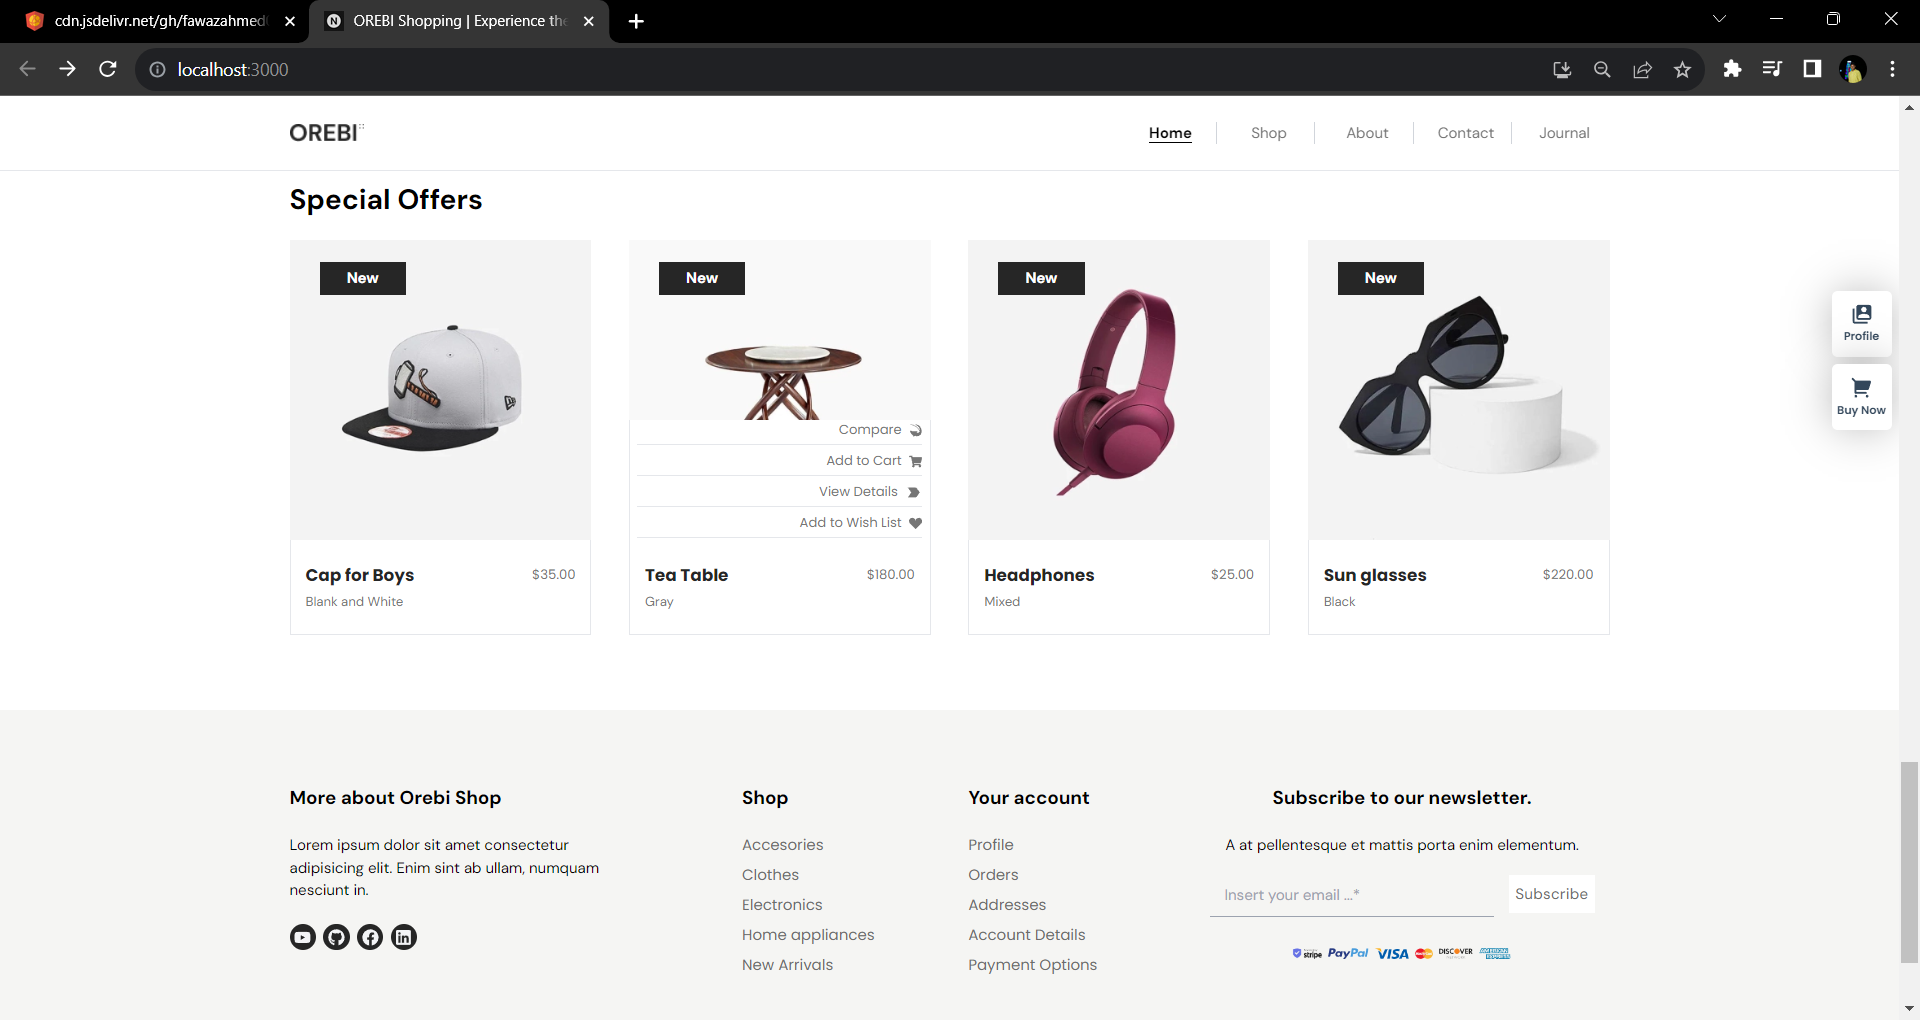 cdn.jsdelivr.net/gh/fawazahmed
OREBI Shopping | Experience the
localhost:3000
OREBI
Home
Shop
About
Contact
Journal
Special Offers
New
New
New
New
Profile
Buy Now
Compare
Add to Cart
View Details
Add to Wish List
Cap for Boys $35.00
Blank and White
Tea Table $180.00
Gray
Headphones $25.00
Mixed
Sun glasses $220.00
Black
More about Orebi Shop
Lorem ipsum dolor sit amet consectetur
adipisicing elit. Enim sint ab ullam, numquam
nesciunt in.
Shop
Accesories
Clothes
Electronics
Home appliances
New Arrivals
Your account
Profile
Orders
Addresses
Account Details
Payment Options
Subscribe to our newsletter.
A at pellentesque et mattis porta enim elementum.
Insert your email ...*
Subscribe
stripe PayPal VISA DISCOVER AMERICAN EXPRESS